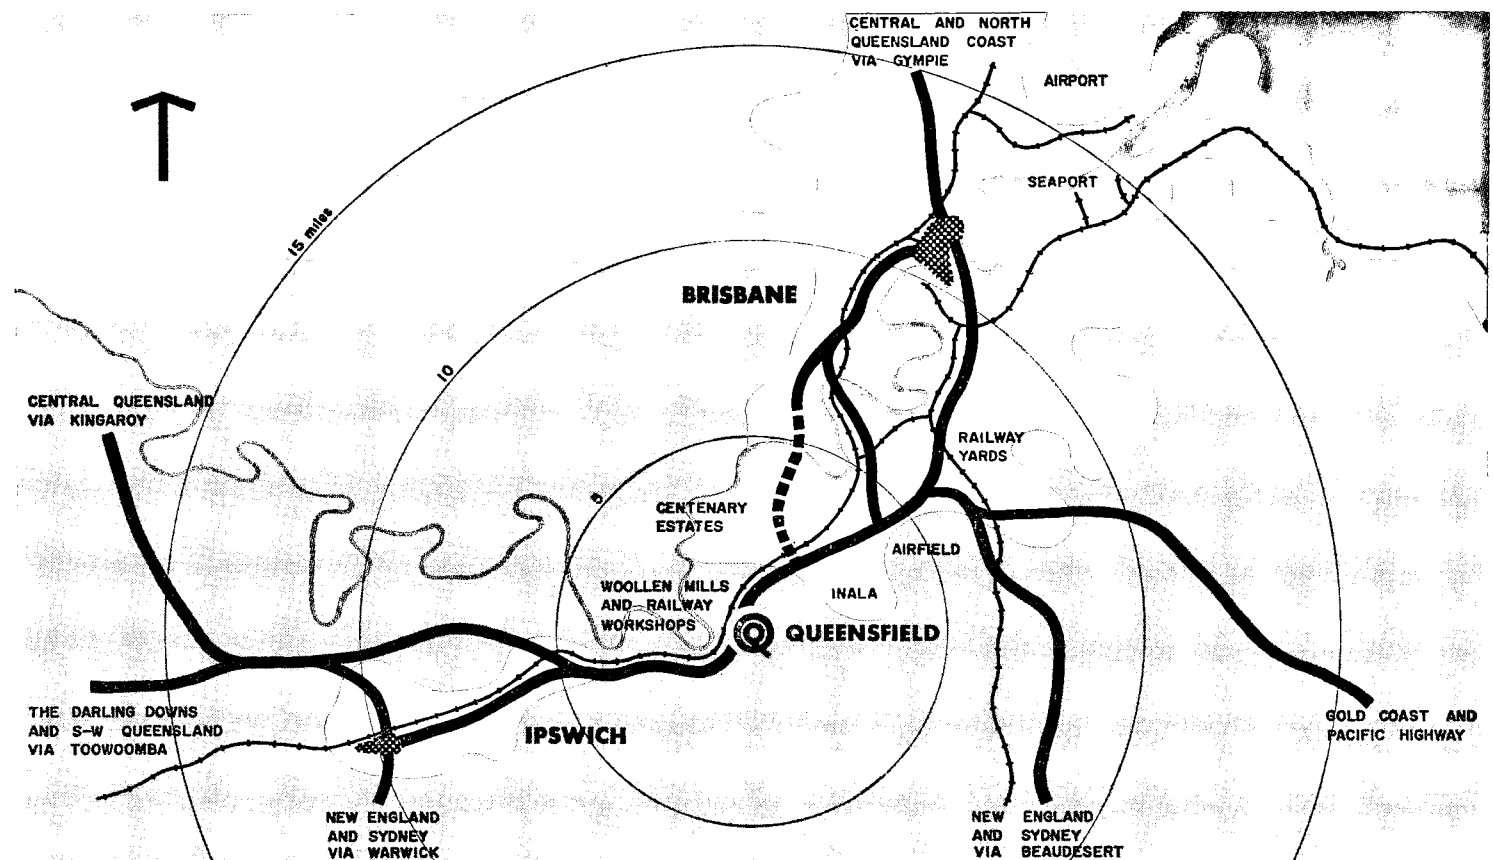 CENTRAL AND NORTH
QUEENSLAND COAST
VIA GYMPIE
AIRPORT
SEAPORT
15 miles
BRISBANE
10
CENTRAL QUEENSLAND
VIA KINGAROY
RAILWAY
YARDS
5
CENTENARY
ESTATES
AIRFIELD
WOOLLEN MILLS
AND RAILWAY
WORKSHOPS
INALA
Q QUEENSFIELD
THE DARLING DOWNS
AND S-W QUEENSLAND
VIA TOOWOOMBA
IPSWICH
GOLD COAST AND
PACIFIC HIGHWAY
NEW ENGLAND
AND SYDNEY
VIA WARWICK
NEW ENGLAND
AND SYDNEY
VIA BEAUDESERT